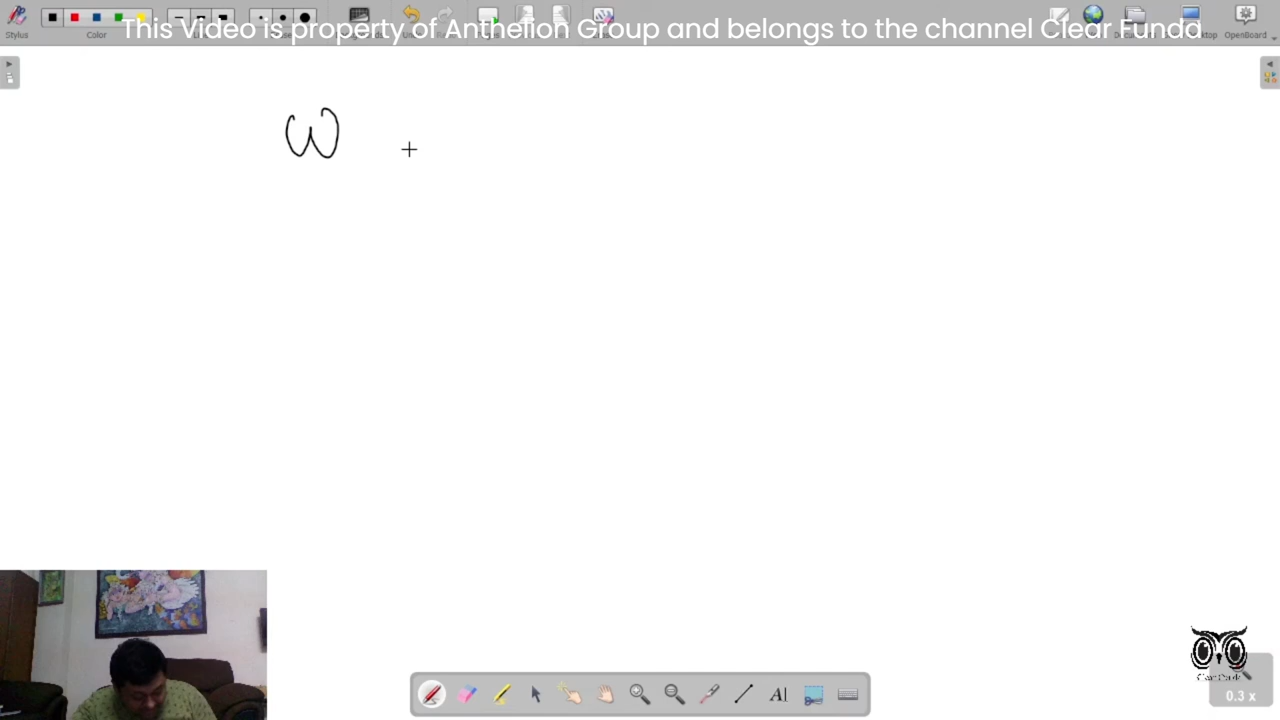 This Video is property of Anthelion Group and belongs to the channel Clear Funda
Stylus
Color
OpenBoard
ω
AI
0.3 x